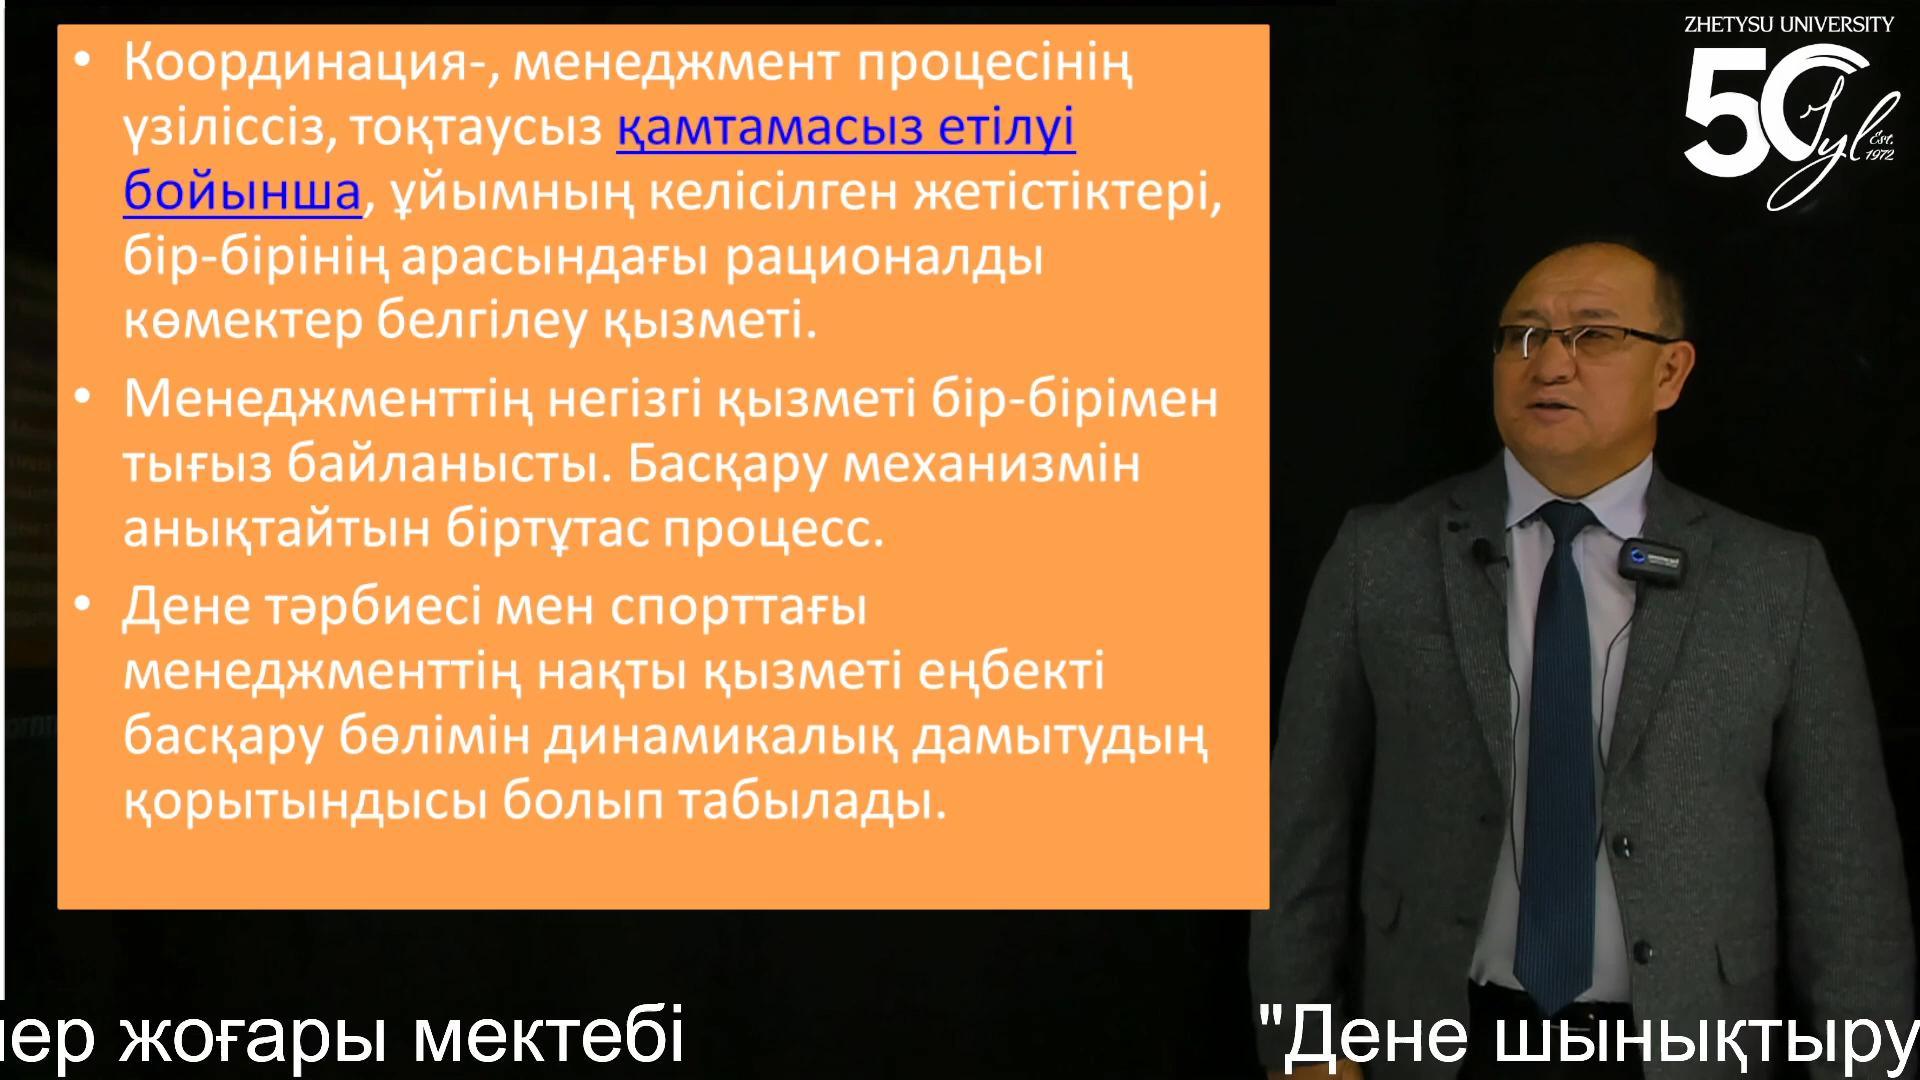 ZHETYSU UNIVERSITY
50 Jyl
Est.
1972
• Координация-, менеджмент процесінің
үзіліссіз, тоқтаусыз қамтамасыз етілуі
бойынша, ұйымның келісілген жетістіктері,
бір-бірінің арасындағы рационалды
көмектер белгілеу қызметі.
• Менеджменттің негізгі қызметі бір-бірімен
тығыз байланысты. Басқару механизмін
анықтайтын біртұтас процесс.
• Дене тәрбиесі мен спорттағы
менеджменттің нақты қызметі еңбекті
басқару бөлімін динамикалық дамытудың
қорытындысы болып табылады.
нер жоғары мектебі "Дене шынықтыру